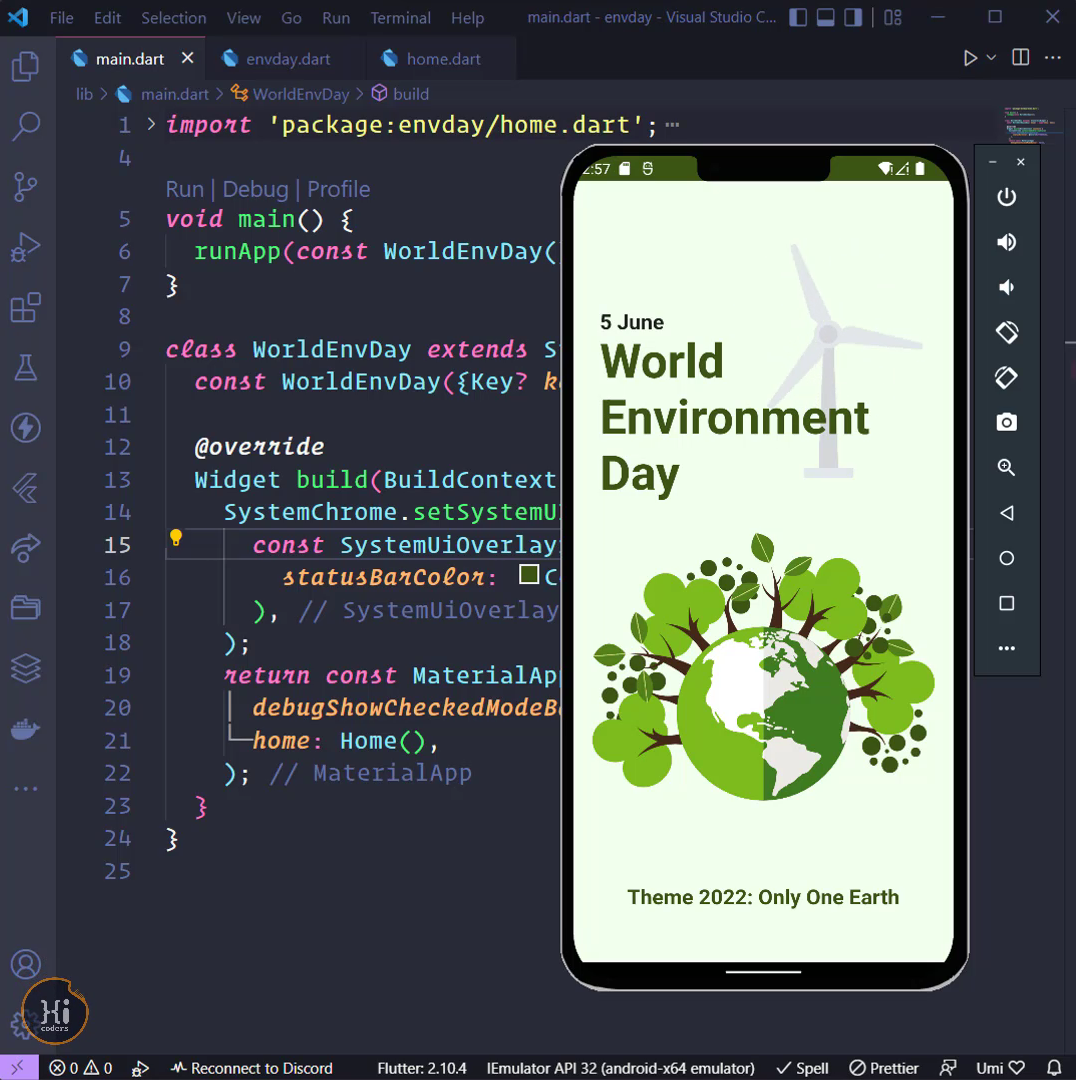 File Edit Selection View Go Run Terminal Help main.dart - envday - Visual Studio C...
main.dart envday.dart home.dart
lib > main.dart > WorldEnvDay > build
1 import 'package:envday/home.dart';
4
Run | Debug | Profile
5 void main() {
6 runApp(const WorldEnvDay(
7 }
8
9 class WorldEnvDay extends
10 const WorldEnvDay({Key?
11
12 @override
13 Widget build(BuildContext
14 SystemChrome.setSystemU
15 const SystemUiOverlay
16 statusBarColor:
17 ), // SystemUiOverlay
18 );
19 return const MaterialAp
20 debugShowCheckedModeB
21 home: Home(),
22 ); // MaterialApp
23 }
24 }
25
2:57
5 June
World
Environment
Day
Theme 2022: Only One Earth
Hi
coders
0 0 Reconnect to Discord Flutter: 2.10.4 IEmulator API 32 (android-x64 emulator) Spell Prettier Umi